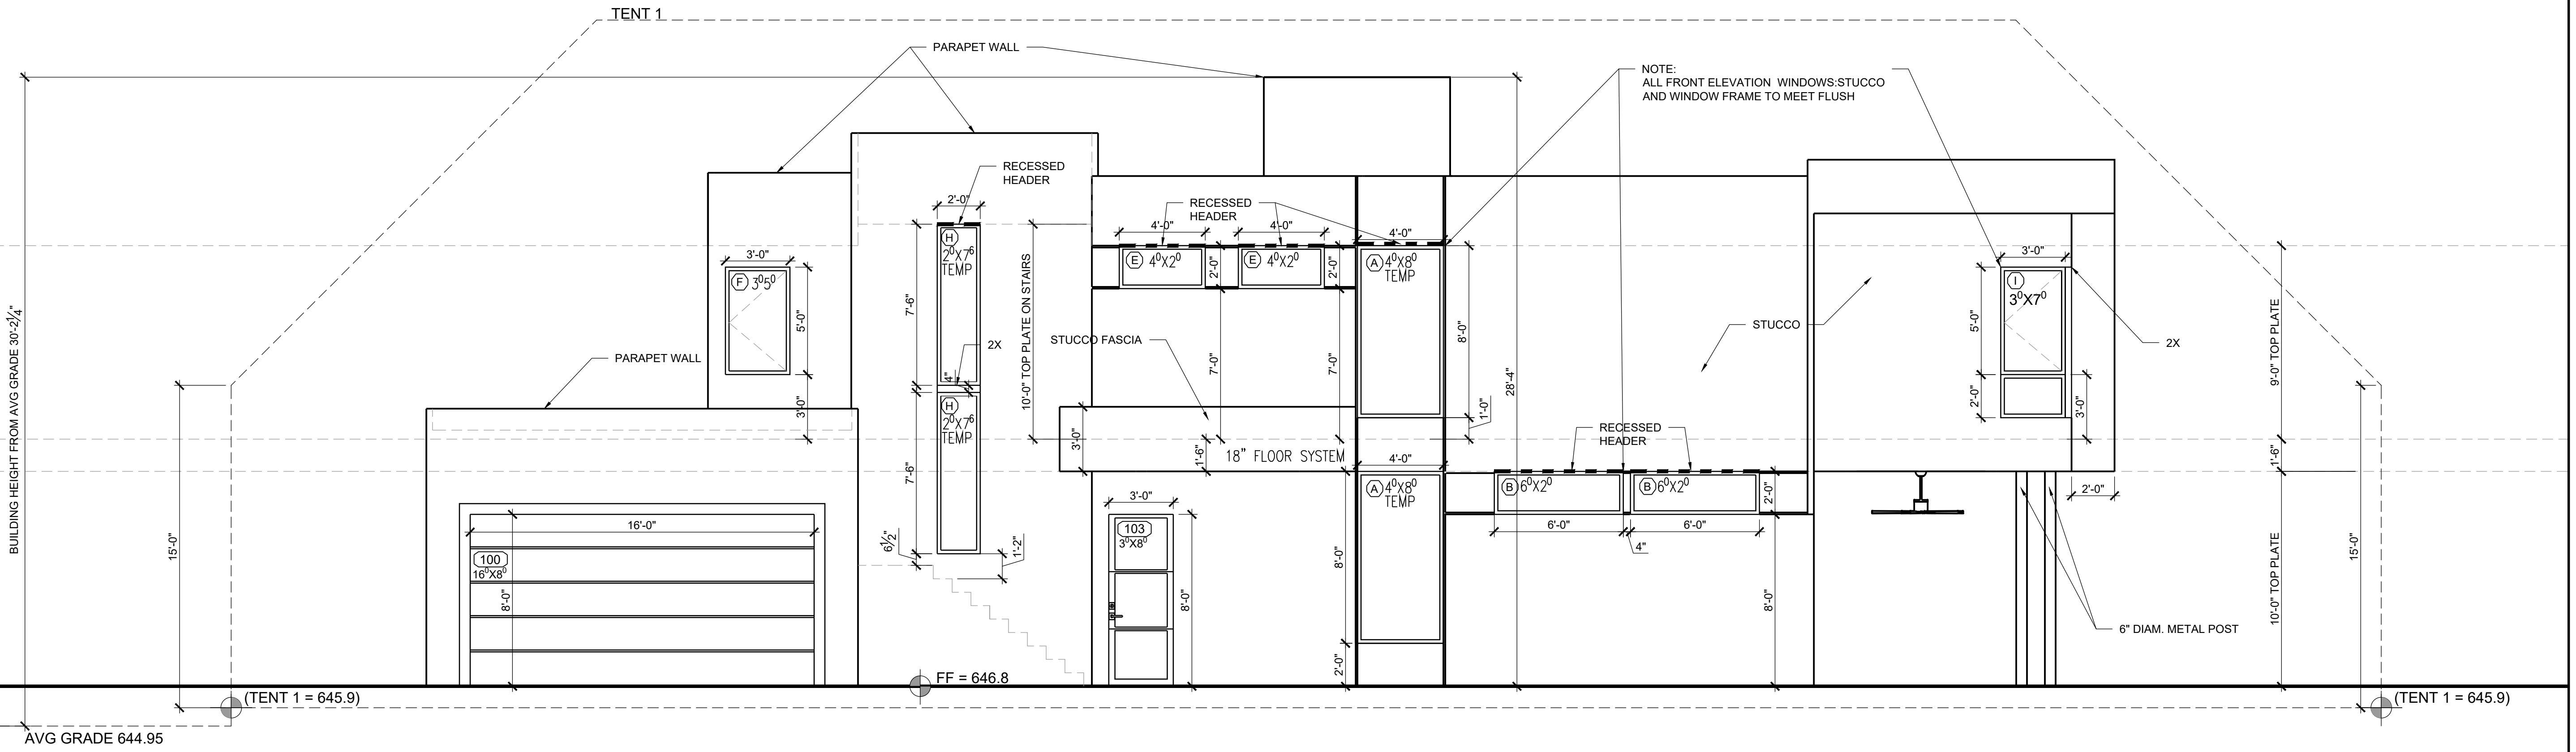 TENT 1
PARAPET WALL
NOTE:
ALL FRONT ELEVATION WINDOWS:STUCCO
AND WINDOW FRAME TO MEET FLUSH
RECESSED
HEADER
2'-0"
RECESSED
HEADER
4'-0"
4'-0"
4'-0"
H
2⁰X7⁶
TEMP
E 4⁰X2⁰
E 4⁰X2⁰
2'-0"
2'-0"
A 4⁰X8⁰
TEMP
3'-0"
F 3⁰5⁰
5'-0"
3'-0"
7'-6"
10'-0" TOP PLATE ON STAIRS
2X
4"
STUCCO FASCIA
7'-0"
7'-0"
8'-0"
1'-0"
28'-4"
STUCCO
3'-0"
I
3⁰X7⁰
5'-0"
2'-0"
3'-0"
2X
9'-0" TOP PLATE
1'-6"
BUILDING HEIGHT FROM AVG GRADE 30'-2¼"
PARAPET WALL
H
2⁰X7⁶
TEMP
7'-6"
3'-0"
1'-6"
18" FLOOR SYSTEM
4'-0"
A 4⁰X8⁰
TEMP
RECESSED
HEADER
B 6⁰X2⁰
B 6⁰X2⁰
2'-0"
6'-0"
6'-0"
4"
2'-0"
15'-0"
16'-0"
100
16⁰X8⁰
8'-0"
6½"
1'-2"
3'-0"
103
3⁰X8⁰
8'-0"
8'-0"
2'-0"
8'-0"
10'-0" TOP PLATE
15'-0"
6" DIAM. METAL POST
FF = 646.8
(TENT 1 = 645.9)
(TENT 1 = 645.9)
AVG GRADE 644.95